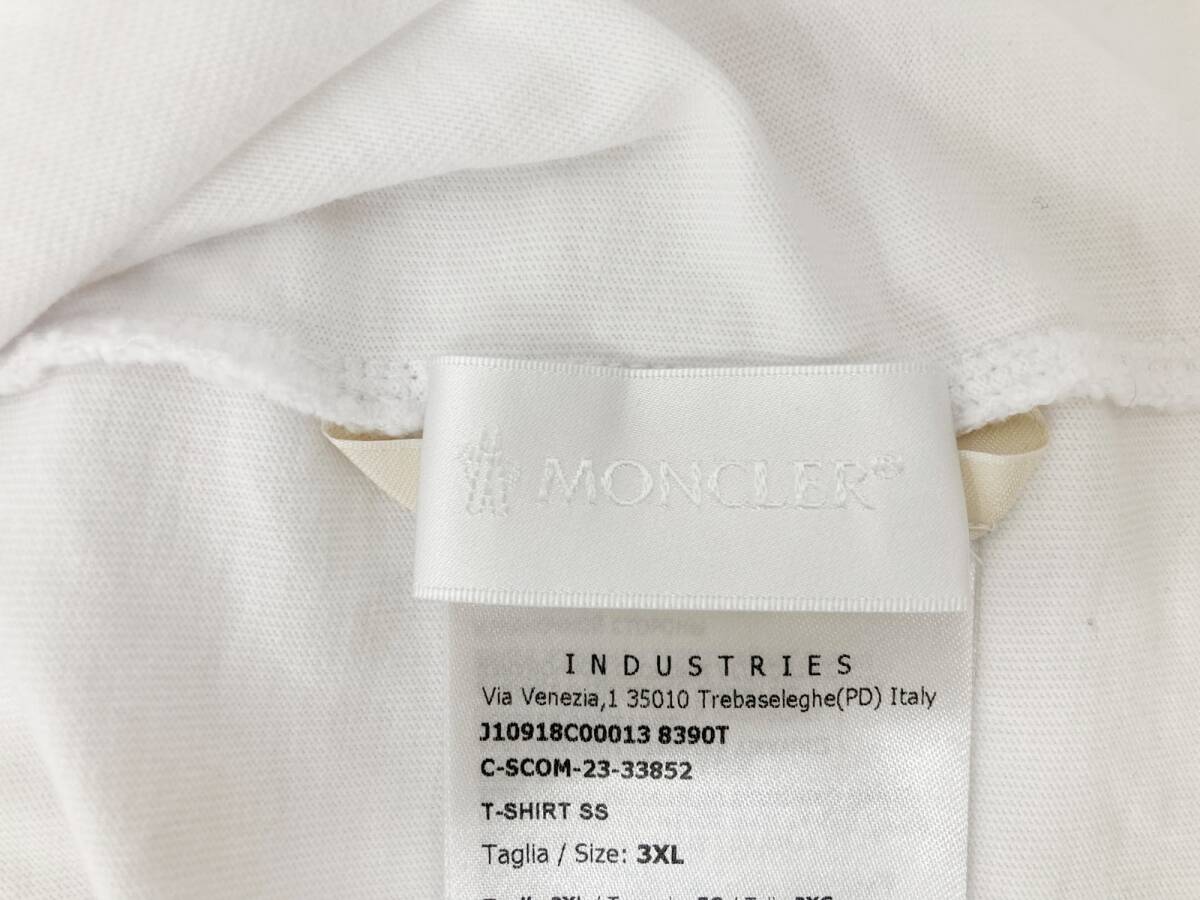 MONCLER®
INDUSTRIES
Via Venezia,1 35010 Trebaseleghe(PD) Italy
J10918C00013 8390T
C-SCOM-23-33852
T-SHIRT SS
Taglia / Size: 3XL